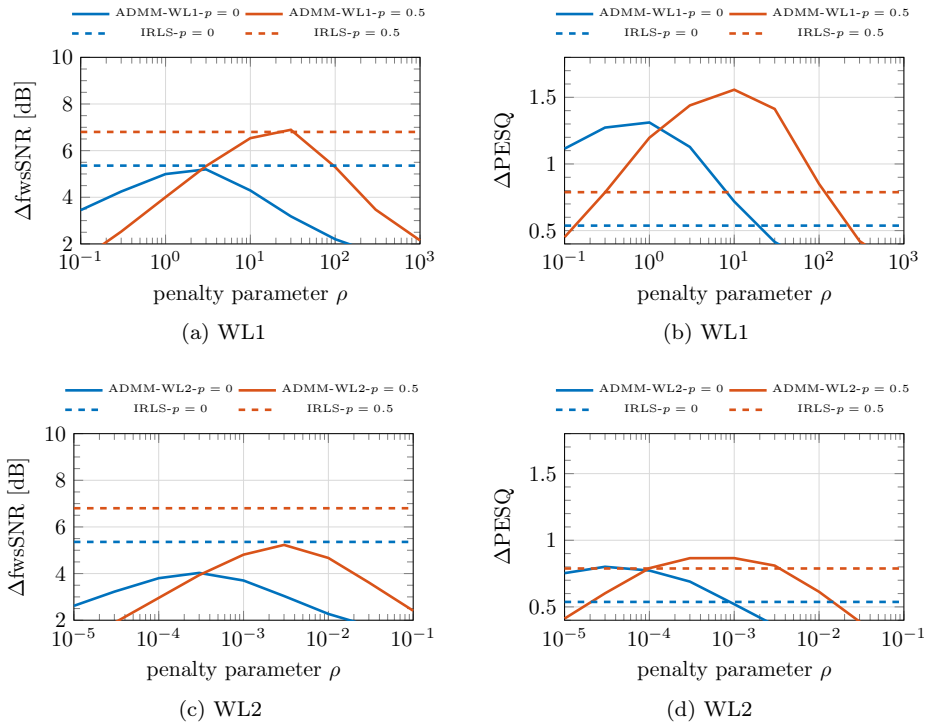 ADMM-WL1-p = 0 ADMM-WL1-p = 0.5
IRLS-p = 0 IRLS-p = 0.5
10
8
6
4
2
ΔfwsSNR [dB]
10^−1 10^0 10^1 10^2 10^3
penalty parameter ρ
(a) WL1
ADMM-WL1-p = 0 ADMM-WL1-p = 0.5
IRLS-p = 0 IRLS-p = 0.5
1.5
1
0.5
ΔPESQ
10^−1 10^0 10^1 10^2 10^3
penalty parameter ρ
(b) WL1
ADMM-WL2-p = 0 ADMM-WL2-p = 0.5
IRLS-p = 0 IRLS-p = 0.5
10
8
6
4
2
ΔfwsSNR [dB]
10^−5 10^−4 10^−3 10^−2 10^−1
penalty parameter ρ
(c) WL2
ADMM-WL2-p = 0 ADMM-WL2-p = 0.5
IRLS-p = 0 IRLS-p = 0.5
1.5
1
0.5
ΔPESQ
10^−5 10^−4 10^−3 10^−2 10^−1
penalty parameter ρ
(d) WL2